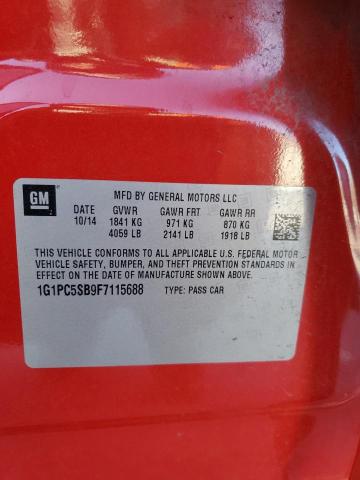 GM
MFD BY GENERAL MOTORS LLC
DATE GVWR GAWR FRT GAWR RR
10/14 1841 KG 971 KG 870 KG
4059 LB 2141 LB 1918 LB
THIS VEHICLE CONFORMS TO ALL APPLICABLE U.S. FEDERAL MOTOR
VEHICLE SAFETY, BUMPER, AND THEFT PREVENTION STANDARDS IN
EFFECT ON THE DATE OF MANUFACTURE SHOWN ABOVE.
1G1PC5SB9F7115688 TYPE: PASS CAR